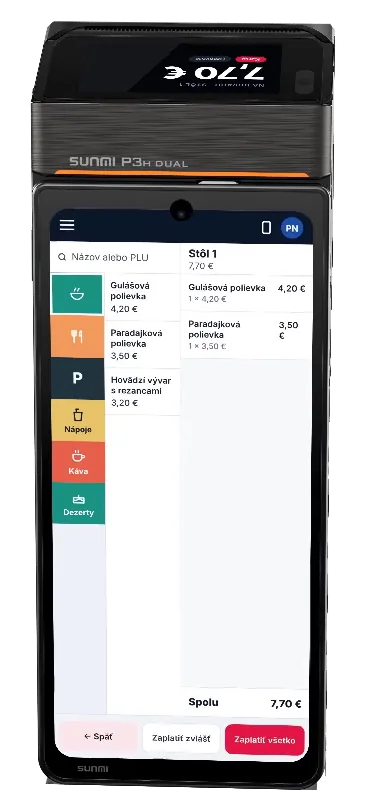 7,70 €
SUNMI P3H DUAL
PN
Názov alebo PLU
Stôl 1
7,70 €
Gulášová
polievka
4,20 €
Paradajková
polievka
3,50 €
Hovädzí vývar
s rezancami
3,20 €
Gulášová polievka 4,20 €
1 × 4,20 €
Paradajková
polievka
3,50
€
1 × 3,50 €
P
Nápoje
Káva
Dezerty
Spolu 7,70 €
← Späť
Zaplatiť zvlášť
Zaplatiť všetko
SUNMI